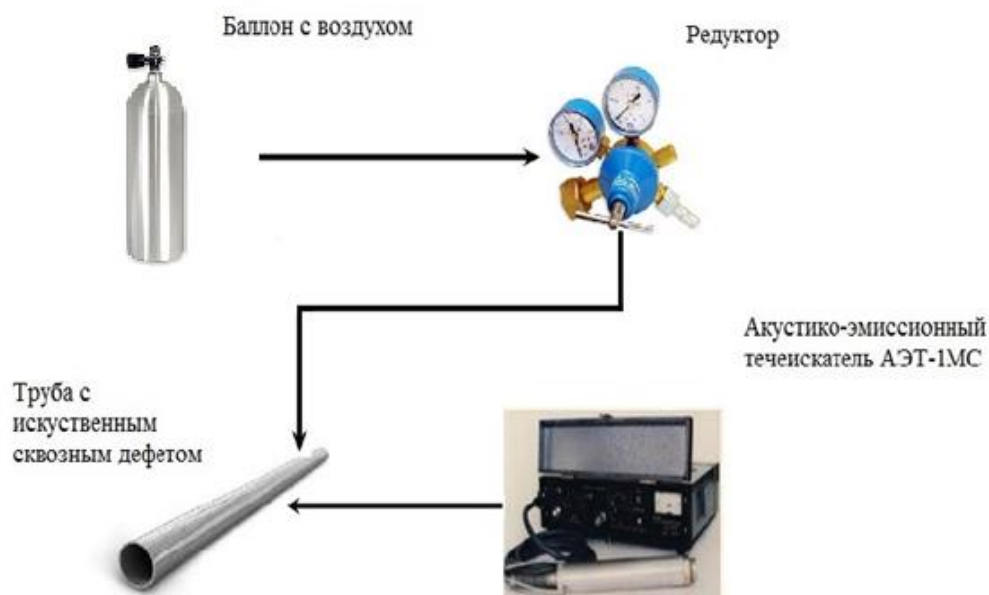 Баллон с воздухом
Редуктор
Акустико-эмиссионный
течеискатель АЭТ-1МС
Труба с
искуственным
сквозным дефетом